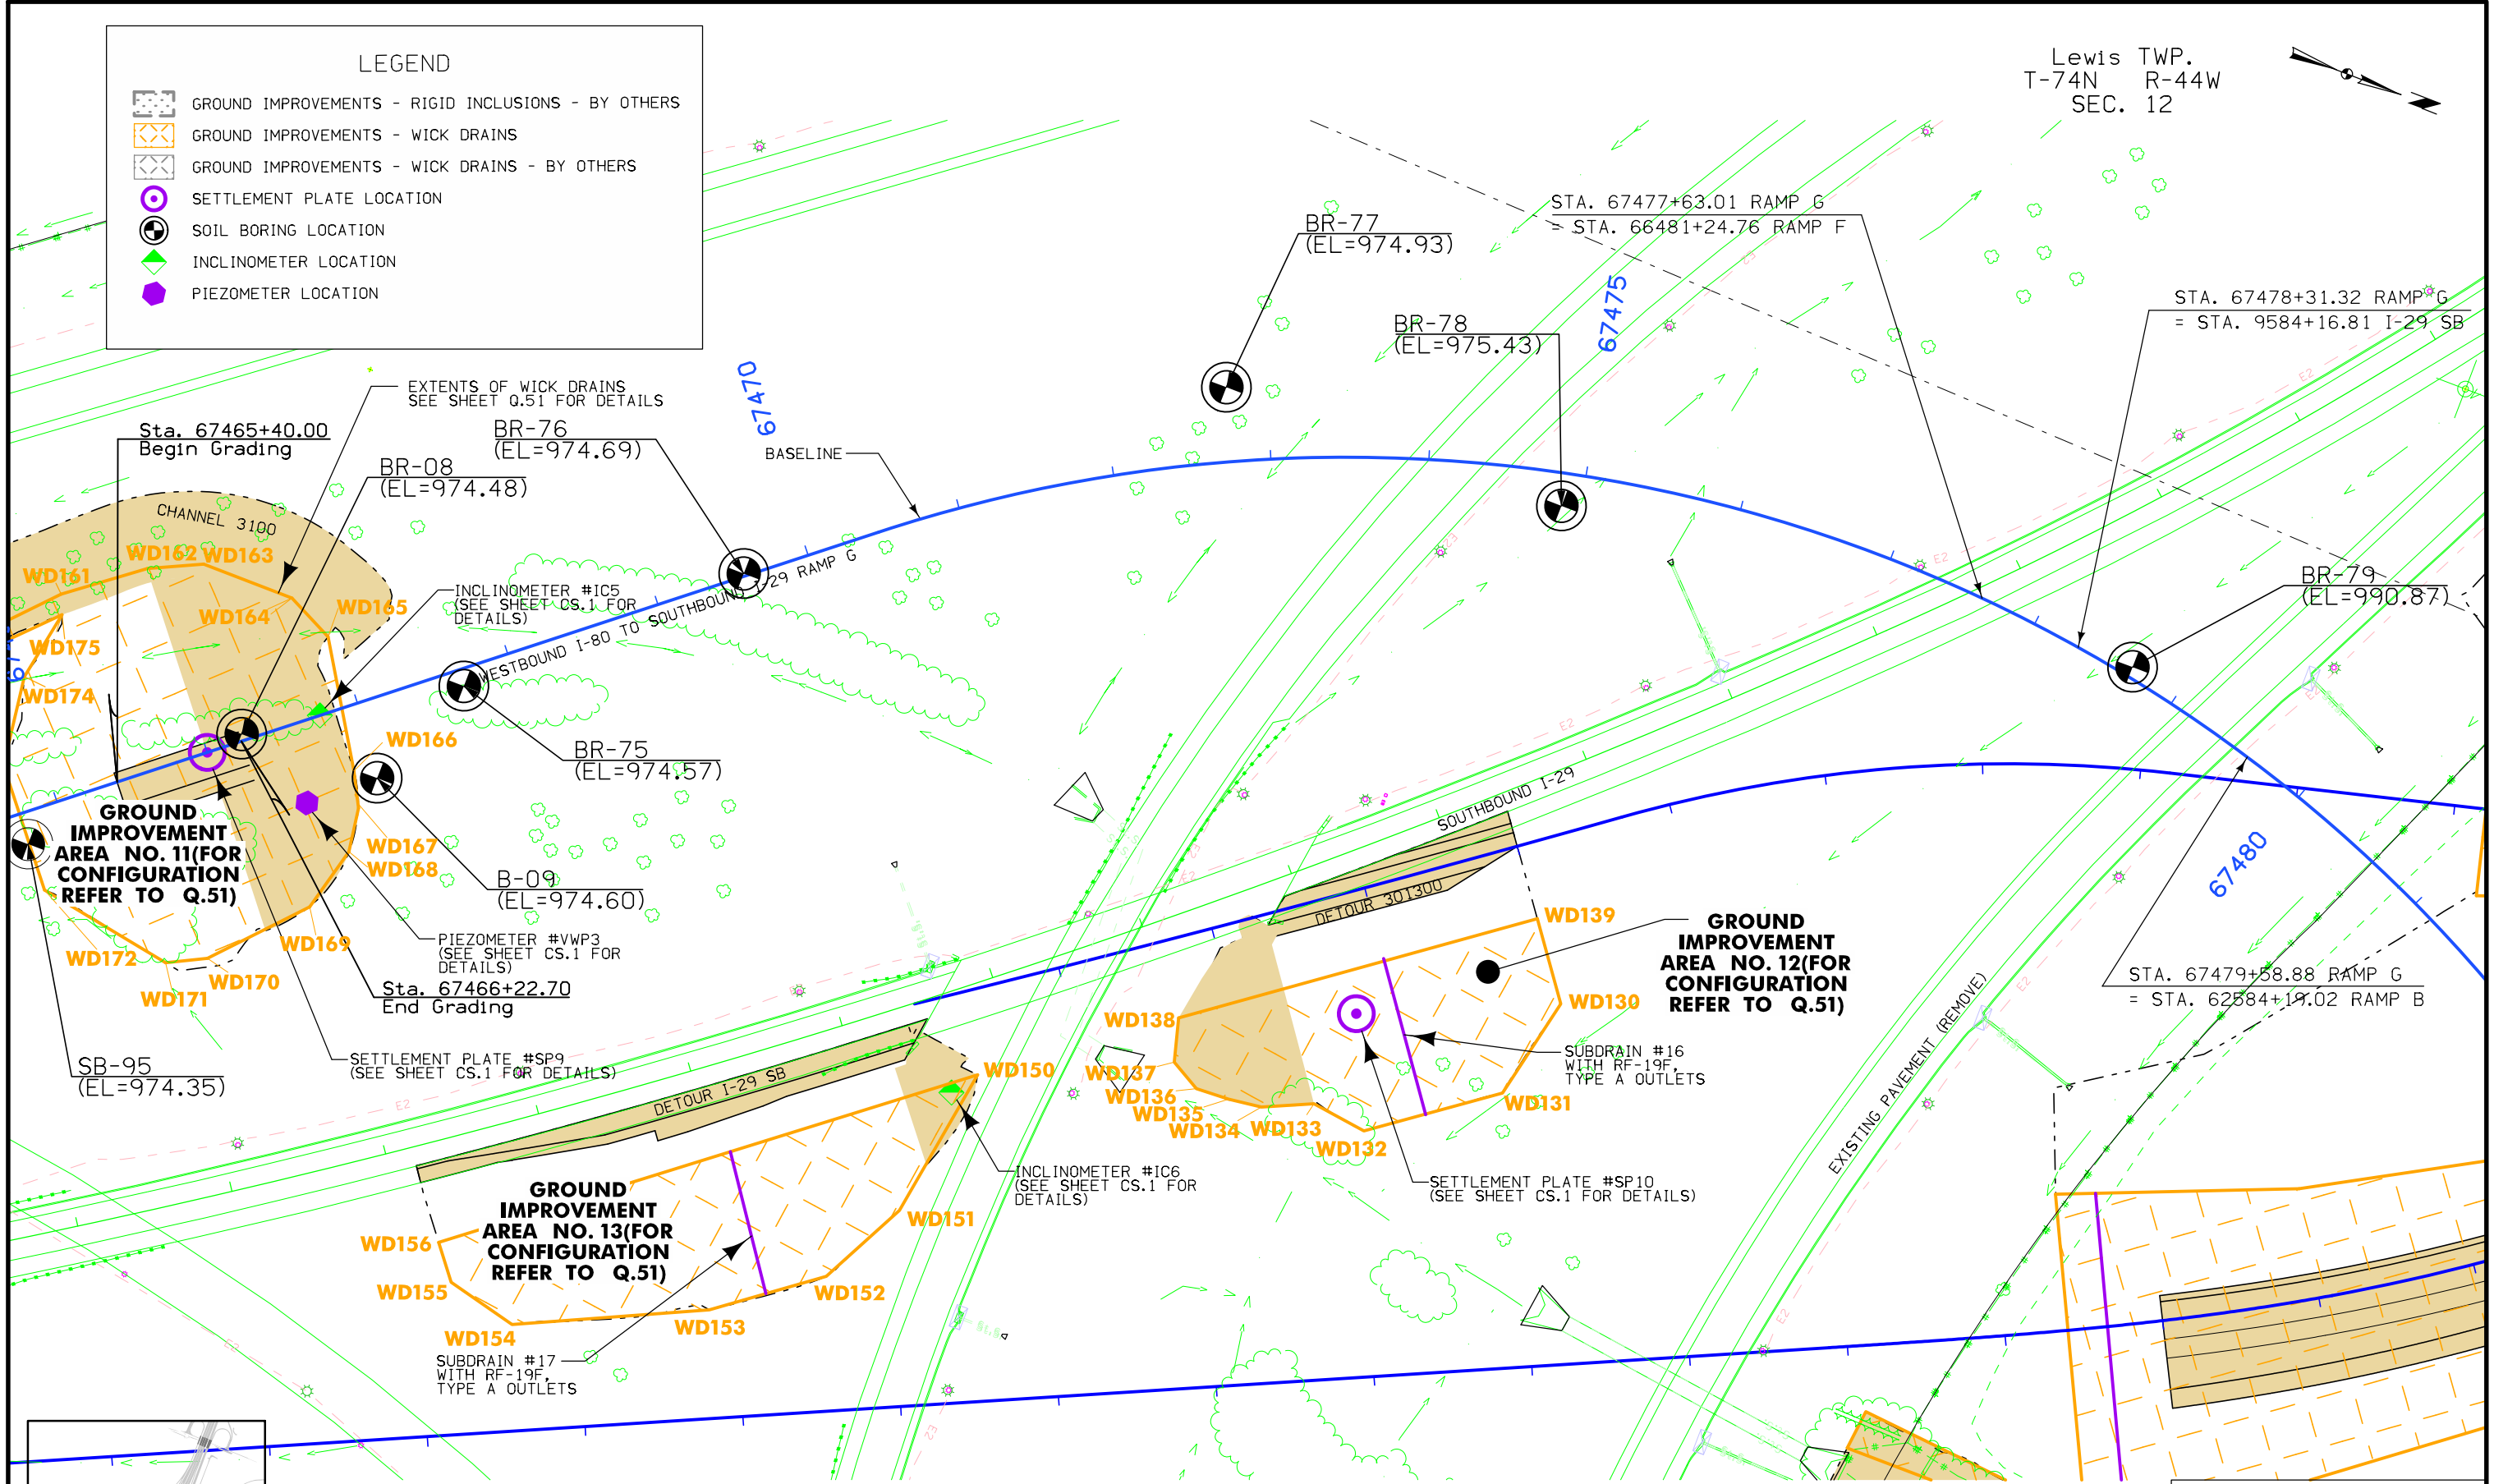 LEGEND
GROUND IMPROVEMENTS - RIGID INCLUSIONS - BY OTHERS
GROUND IMPROVEMENTS - WICK DRAINS
GROUND IMPROVEMENTS - WICK DRAINS - BY OTHERS
SETTLEMENT PLATE LOCATION
SOIL BORING LOCATION
INCLINOMETER LOCATION
PIEZOMETER LOCATION
Lewis TWP.
T-74N R-44W
SEC. 12
STA. 67477+63.01 RAMP G
= STA. 66481+24.76 RAMP F
BR-77
(EL=974.93)
BR-78
(EL=975.43)
67475
STA. 67478+31.32 RAMP G
= STA. 9584+16.81 I-29 SB
EXTENTS OF WICK DRAINS
SEE SHEET Q.51 FOR DETAILS
67470
Sta. 67465+40.00
Begin Grading
BR-76
(EL=974.69)
BASELINE
BR-08
(EL=974.48)
CHANNEL 3100
WD162
WD163
WD161
WD164
WD165
INCLINOMETER #IC5
(SEE SHEET CS.1 FOR
DETAILS)
WESTBOUND I-80 TO SOUTHBOUND I-29 RAMP G
BR-79
(EL=990.87)
WD175
WD174
WD166
BR-75
(EL=974.57)
GROUND
IMPROVEMENT
AREA NO. 11(FOR
CONFIGURATION
REFER TO Q.51)
WD167
WD168
B-09
(EL=974.60)
SOUTHBOUND I-29
DETOUR 301300
67480
WD139
GROUND
IMPROVEMENT
AREA NO. 12(FOR
CONFIGURATION
REFER TO Q.51)
WD172
WD169
WD170
WD171
PIEZOMETER #VWP3
(SEE SHEET CS.1 FOR
DETAILS)
Sta. 67466+22.70
End Grading
STA. 67479+58.88 RAMP G
= STA. 62584+19.02 RAMP B
WD138
WD130
EXISTING PAVEMENT (REMOVE)
SETTLEMENT PLATE #SP9
(SEE SHEET CS.1 FOR DETAILS)
SB-95
(EL=974.35)
DETOUR I-29 SB
WD150
WD137
WD136
WD135
WD134
WD133
WD132
WD131
SUBDRAIN #16
WITH RF-19F,
TYPE A OUTLETS
INCLINOMETER #IC6
(SEE SHEET CS.1 FOR
DETAILS)
SETTLEMENT PLATE #SP10
(SEE SHEET CS.1 FOR DETAILS)
GROUND
IMPROVEMENT
AREA NO. 13(FOR
CONFIGURATION
REFER TO Q.51)
WD151
WD156
WD155
WD152
WD154
WD153
SUBDRAIN #17
WITH RF-19F,
TYPE A OUTLETS
E2
E2
E2
E2
E2
E2
E2
E2
E2
E2
E2
E2
E2